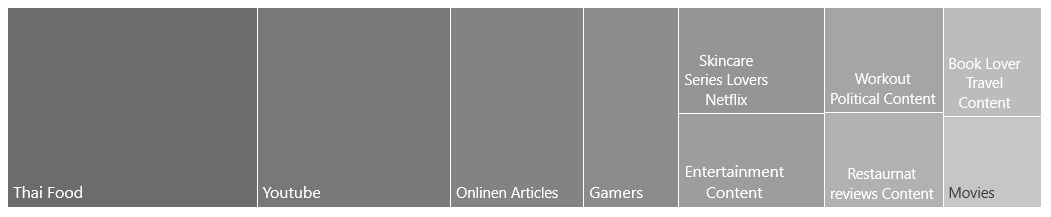 Thai Food
Youtube
Onlinen Articles
Gamers
Skincare
Series Lovers
Netflix
Entertainment
Content
Workout
Political Content
Restaurnat
reviews Content
Book Lover
Travel
Content
Movies